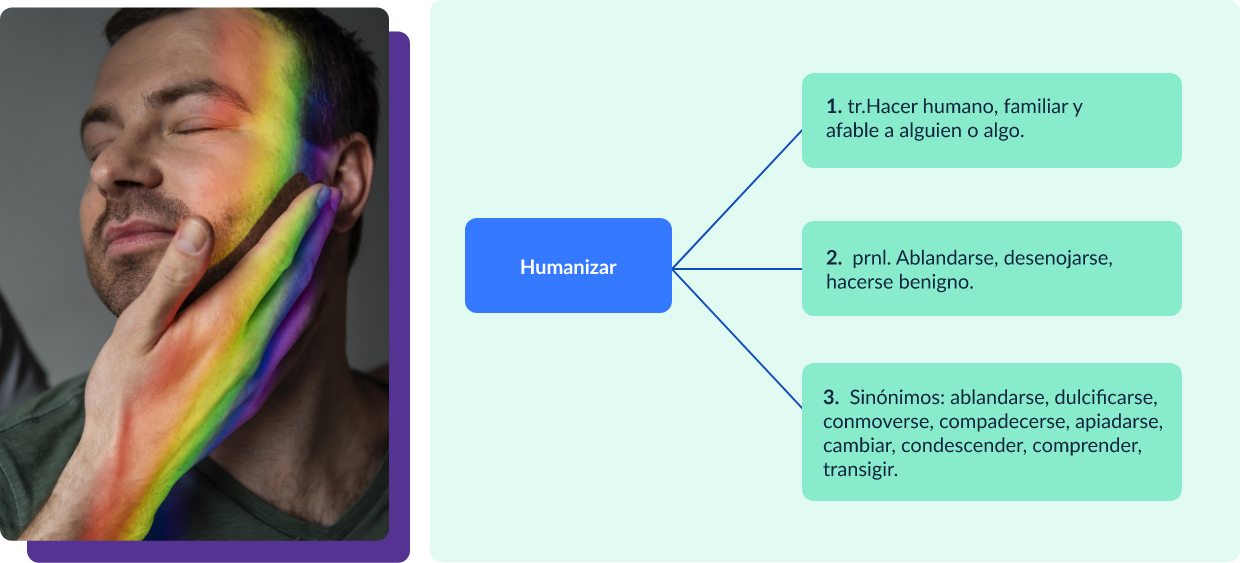 Humanizar
1. tr.Hacer humano, familiar y
afable a alguien o algo.
2. prnl. Ablandarse, desenojarse,
hacerse benigno.
3. Sinónimos: ablandarse, dulcificarse,
conmoverse, compadecerse, apiadarse,
cambiar, condescender, comprender,
transigir.